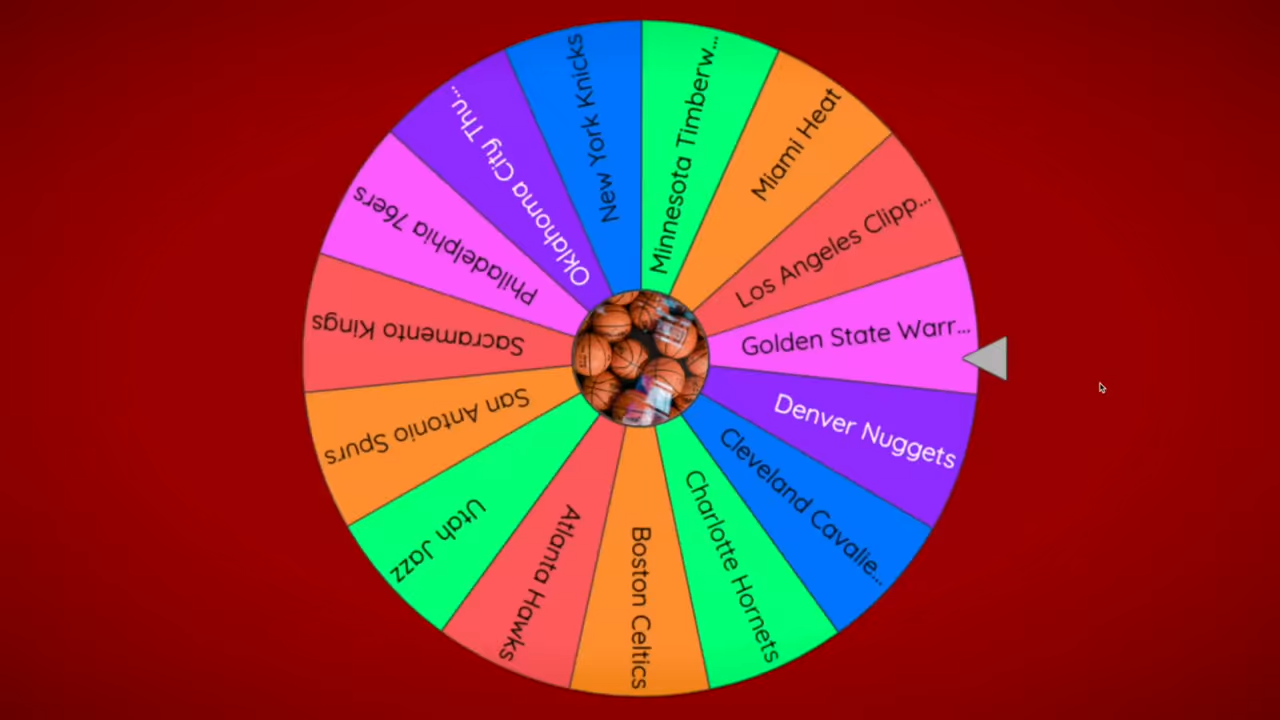 New York Knicks
Minnesota Timberw...
Miami Heat
Los Angeles Clipp...
Golden State Warr...
Denver Nuggets
Cleveland Cavalie...
Charlotte Hornets
Boston Celtics
Atlanta Hawks
Utah Jazz
San Antonio Spurs
Sacramento Kings
Philadelphia 76ers
Oklahoma City Thu...